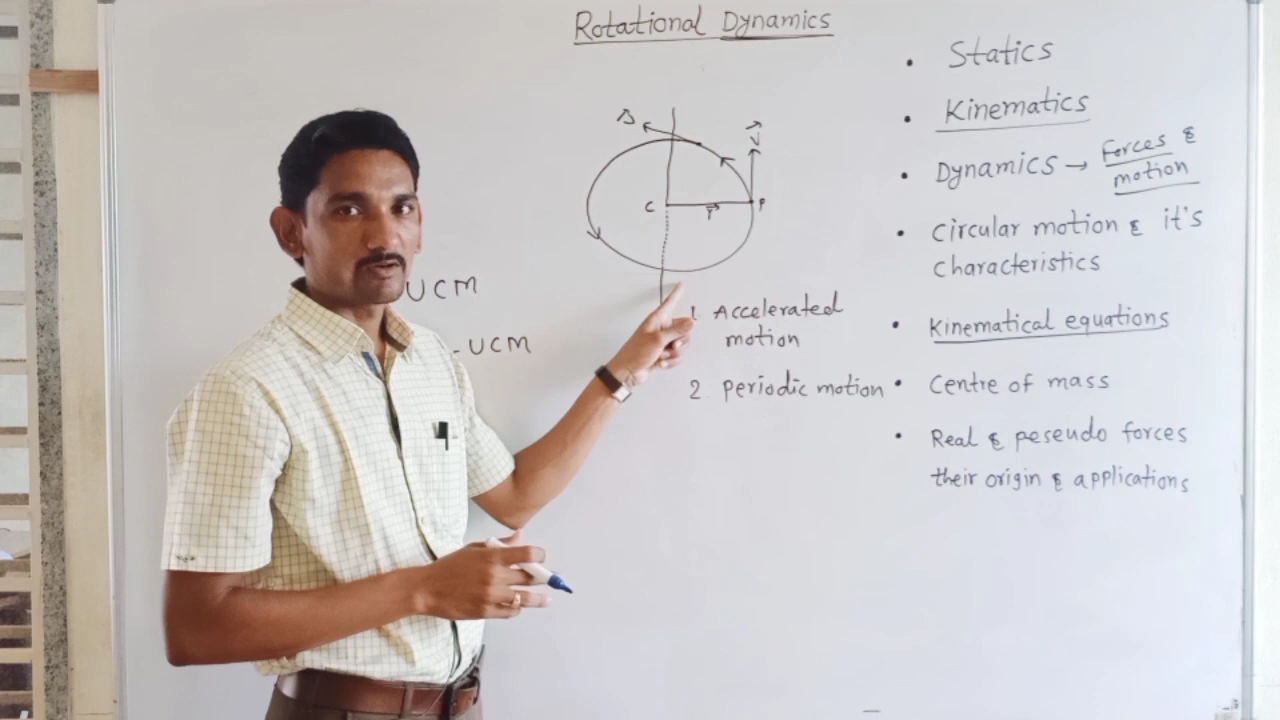 Rotational Dynamics
V
V
C
r
P
UCM
-UCM
1. Accelerated
motion
2. Periodic motion
• Statics
• Kinematics
• Dynamics → Forces &
motion
• Circular motion & it's
characteristics
• Kinematical equations
• Centre of mass
• Real & peseudo forces
their origin & applications